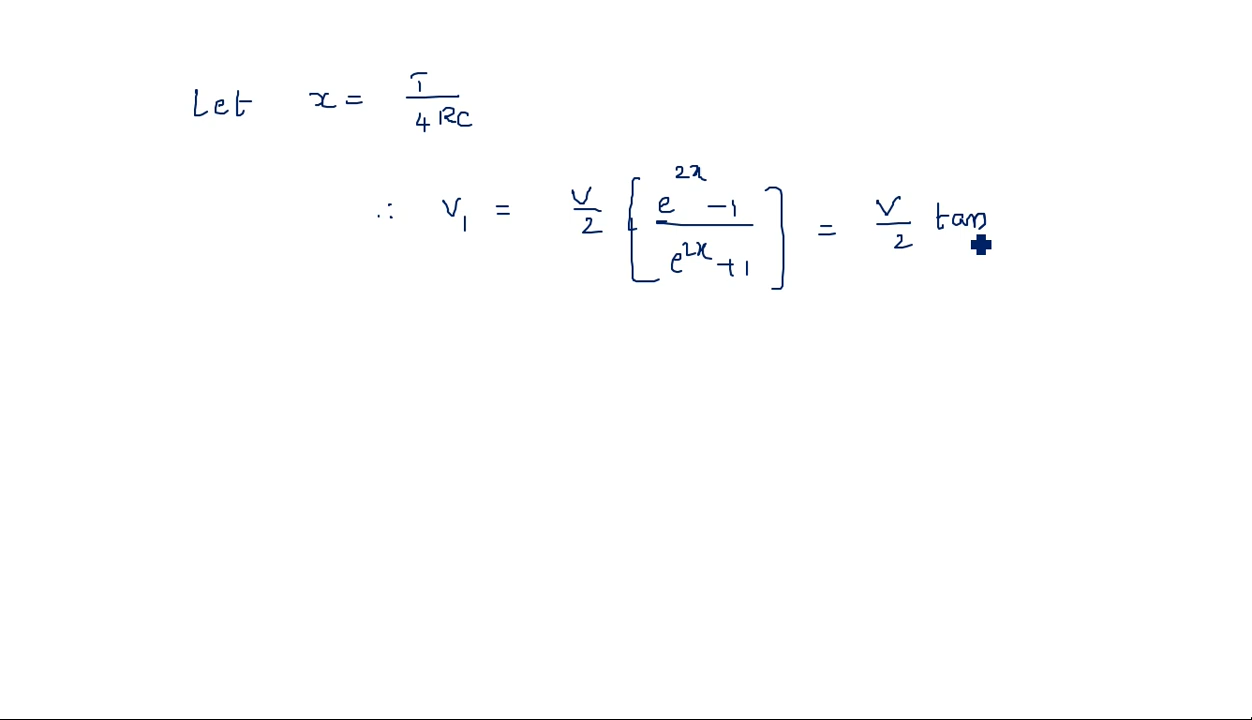 Let x = T / 4RC
∴ V₁ = V/2 [ (e^{2x} - 1) / (e^{2x} + 1) ] = V/2 tan